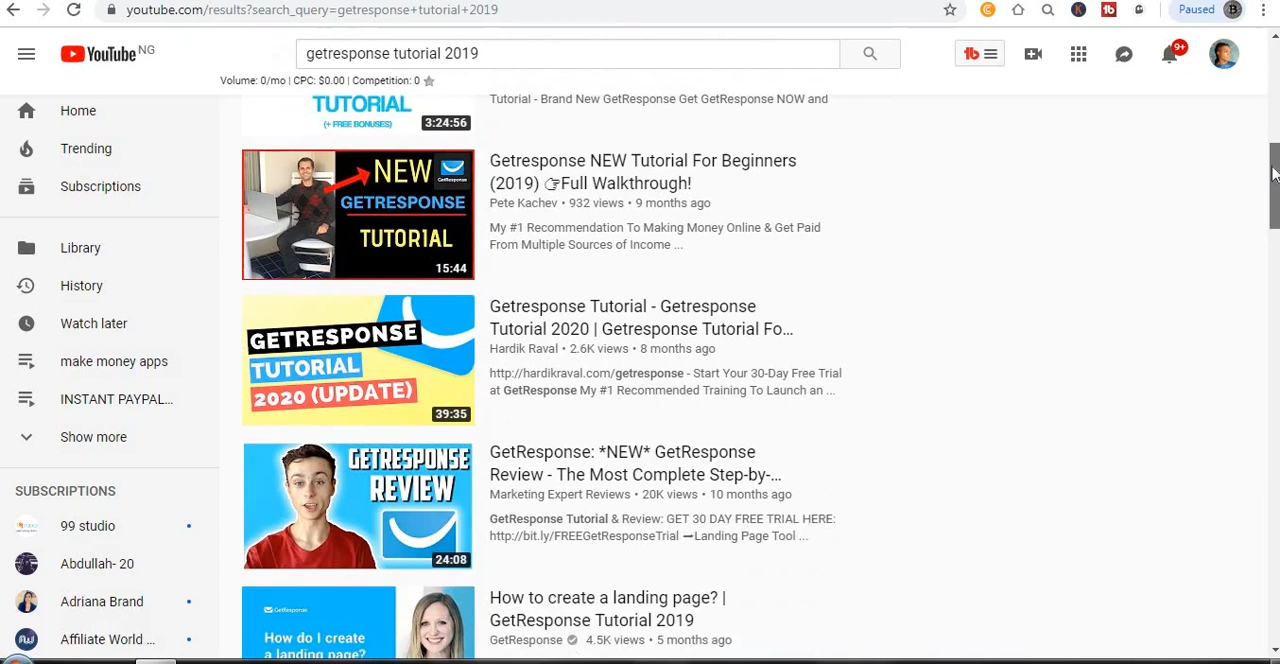 youtube.com/results?search_query=getresponse+tutorial+2019
Paused
YouTube NG
getresponse tutorial 2019
9+
Volume: 0/mo | CPC: $0.00 | Competition: 0
Home
Trending
Subscriptions
Library
History
Watch later
make money apps
INSTANT PAYPAL...
Show more
SUBSCRIPTIONS
99 studio
Abdullah- 20
Adriana Brand
Affiliate World ...
TUTORIAL
(+ FREE BONUSES)
3:24:56
Tutorial - Brand New GetResponse Get GetResponse NOW and
NEW
GetResponse
GETRESPONSE
TUTORIAL
15:44
Getresponse NEW Tutorial For Beginners
(2019) 👉Full Walkthrough!
Pete Kachev • 932 views • 9 months ago
My #1 Recommendation To Making Money Online & Get Paid
From Multiple Sources of Income ...
GETRESPONSE
TUTORIAL
2020 (UPDATE)
39:35
Getresponse Tutorial - Getresponse
Tutorial 2020 | Getresponse Tutorial Fo...
Hardik Raval • 2.6K views • 8 months ago
http://hardikraval.com/getresponse - Start Your 30-Day Free Trial
at GetResponse My #1 Recommended Training To Launch an ...
GETRESPONSE
REVIEW
24:08
GetResponse: *NEW* GetResponse
Review - The Most Complete Step-by-...
Marketing Expert Reviews • 20K views • 10 months ago
GetResponse Tutorial & Review: GET 30 DAY FREE TRIAL HERE:
http://bit.ly/FREEGetResponseTrial ➞Landing Page Tool ...
GetResponse
How do I create
a landing page?
How to create a landing page? |
GetResponse Tutorial 2019
GetResponse 4.5K views • 5 months ago